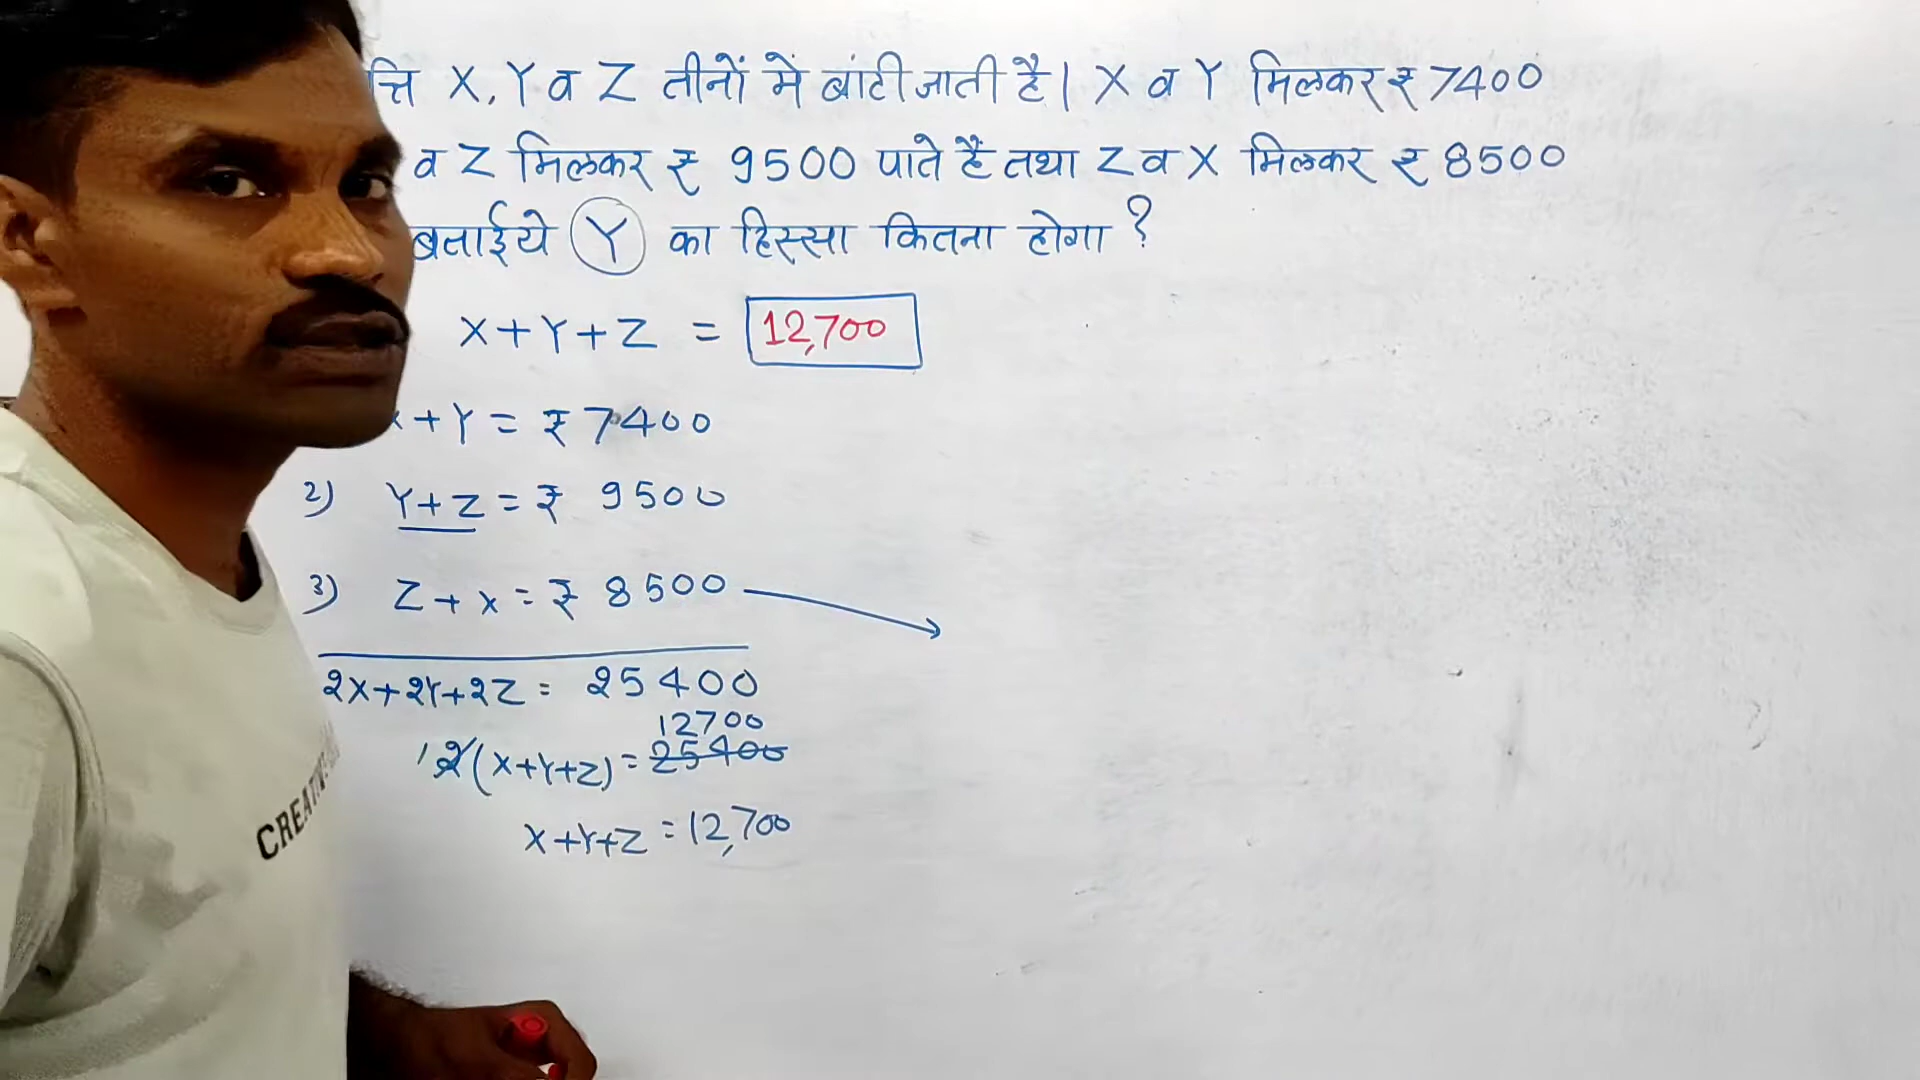 त्ति X, Y व Z तीनों मे बांटी जाती है। X व Y मिलकर ₹ 7400
व Z मिलकर ₹ 9500 पाते हैं तथा Z व X मिलकर ₹ 8500
बताईये Y का हिस्सा कितना होगा ?
X+Y+Z = 12,700
+Y = ₹ 7400
2) Y+Z = ₹ 9500
3) Z+X = ₹ 8500
2X+2Y+2Z = 25400
12700
1 2(X+Y+Z) = 25400
X+Y+Z = 12,700